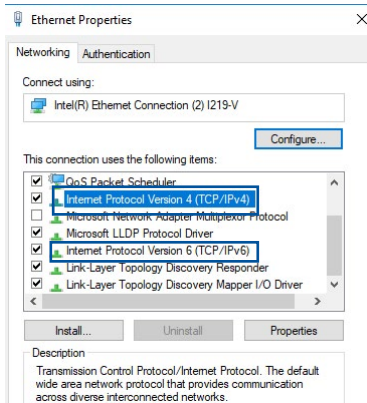 Ethernet Properties
Networking Authentication
Connect using:
Intel(R) Ethernet Connection (2) I219-V
Configure...
This connection uses the following items:
QoS Packet Scheduler
Internet Protocol Version 4 (TCP/IPv4)
Microsoft Network Adapter Multiplexor Protocol
Microsoft LLDP Protocol Driver
Internet Protocol Version 6 (TCP/IPv6)
Link-Layer Topology Discovery Responder
Link-Layer Topology Discovery Mapper I/O Driver
Install... Uninstall Properties
Description
Transmission Control Protocol/Internet Protocol. The default
wide area network protocol that provides communication
across diverse interconnected networks.